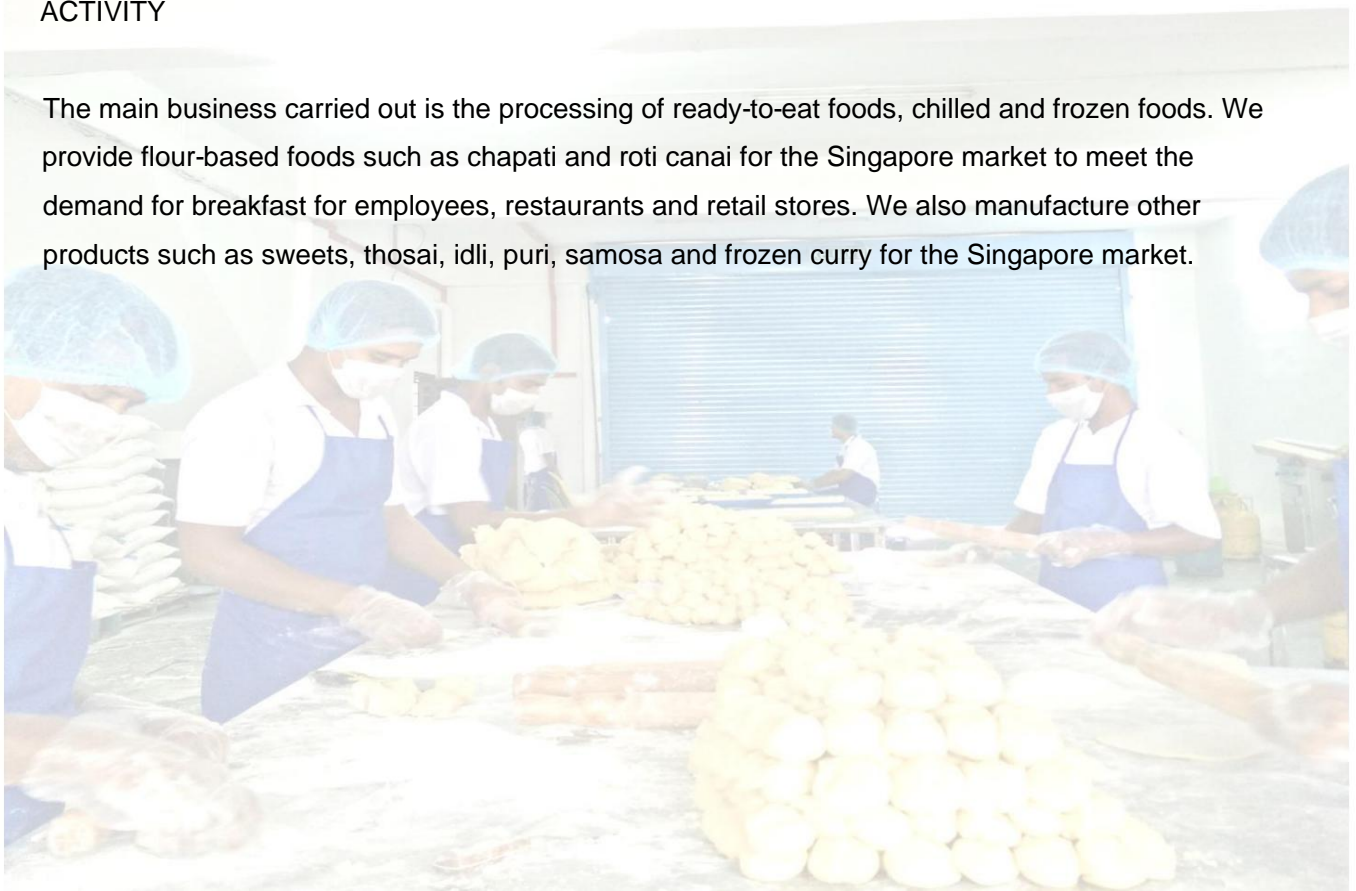 ACTIVITY
The main business carried out is the processing of ready-to-eat foods, chilled and frozen foods. We
provide flour-based foods such as chapati and roti canai for the Singapore market to meet the
demand for breakfast for employees, restaurants and retail stores. We also manufacture other
products such as sweets, thosai, idli, puri, samosa and frozen curry for the Singapore market.